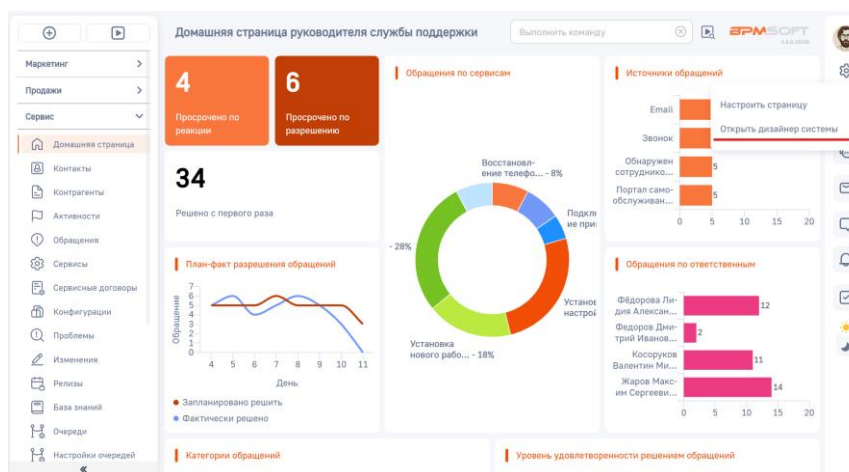 Домашняя страница руководителя службы поддержки
Выполнить команду
BPMSOFT
Маркетинг
Продажи
Сервис
Домашняя страница
Контакты
Контрагенты
Активности
Обращения
Сервисы
Сервисные договоры
Конфигурации
Проблемы
Изменения
Релизы
База знаний
Очереди
Настройки очередей
4
Просрочено по
реакции
6
Просрочено по
разрешению
34
Решено с первого раза
План-факт разрешения обращений
Обращение
7
6
5
4
3
2
1
0
4 5 6 7 8 9 10 11
День
Запланировано решить
Фактически решено
Категории обращений
Обращения по сервисам
Восстановл-
ение телефо... - 8%
Подкл
ие при
- 28%
Установ
настрой
Установка
нового рабо... - 18%
Источники обращений
Email
Звонок
Обнаружен
сотруднико...
5
Портал само-
обслуживан...
5
0 5 10 15 20
Настроить страницу
Открыть дизайнер системы
Обращения по ответственным
Фёдорова Ли-
дия Алексан...
12
Федоров Дми-
трий Иванов...
2
Косоруков
Валентин Ми...
11
Жаров Макс-
им Сергееви...
14
0 5 10 15 20
Уровень удовлетворенности решением обращений